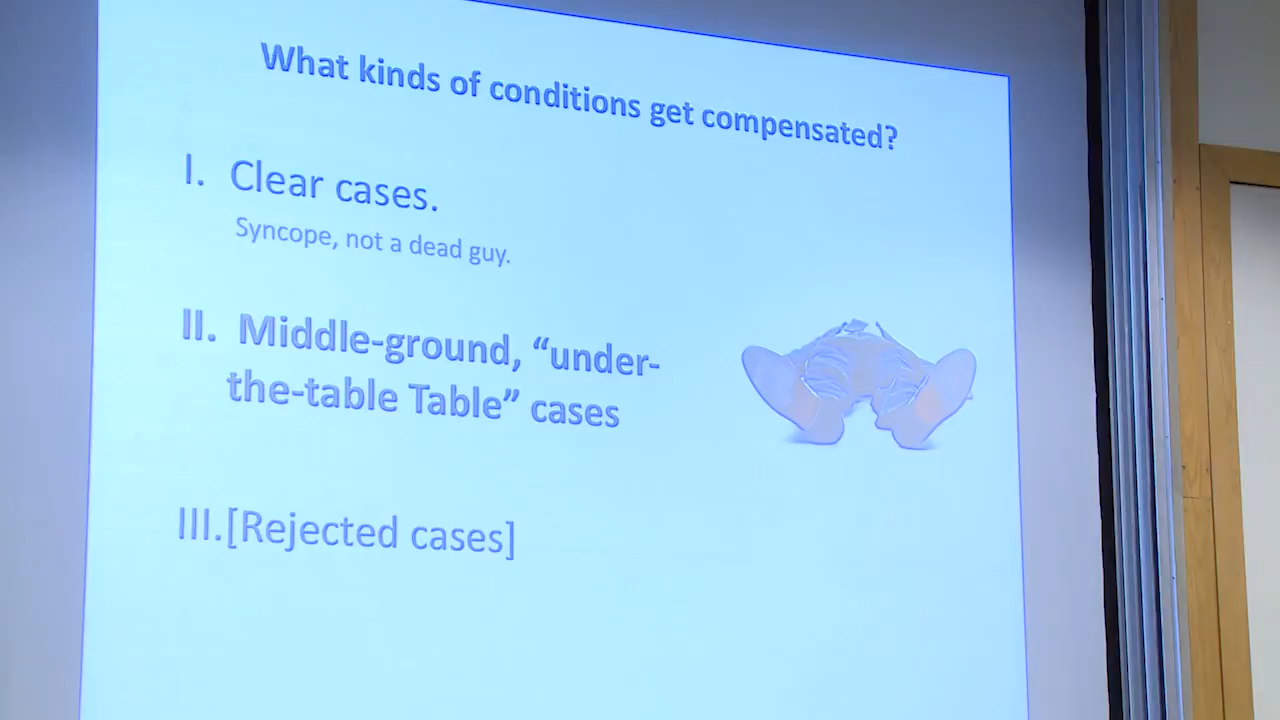 What kinds of conditions get compensated?
I. Clear cases.
Syncope, not a dead guy.
II. Middle-ground, “under-
the-table Table” cases
III.[Rejected cases]